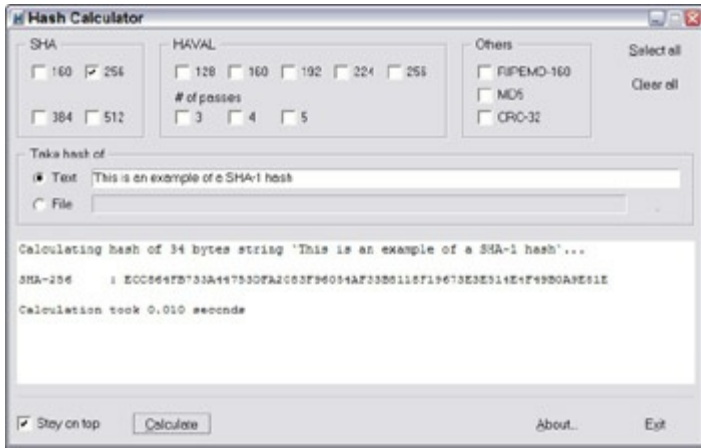 Hash Calculator
SHA
160 256
384 512
HAVAL
128 160 192 224 256
# of passes
3 4 5
Others
RIPEMD-160
MD5
CRC-32
Select all
Clear all
Take hash of
Text This is an example of a SHA-1 hash
File
Calculating hash of 34 bytes string 'This is an example of a SHA-1 hash'...
SHA-256 :
Calculation took 0.010 seconds
Stay on top
Calculate
About..
Exit